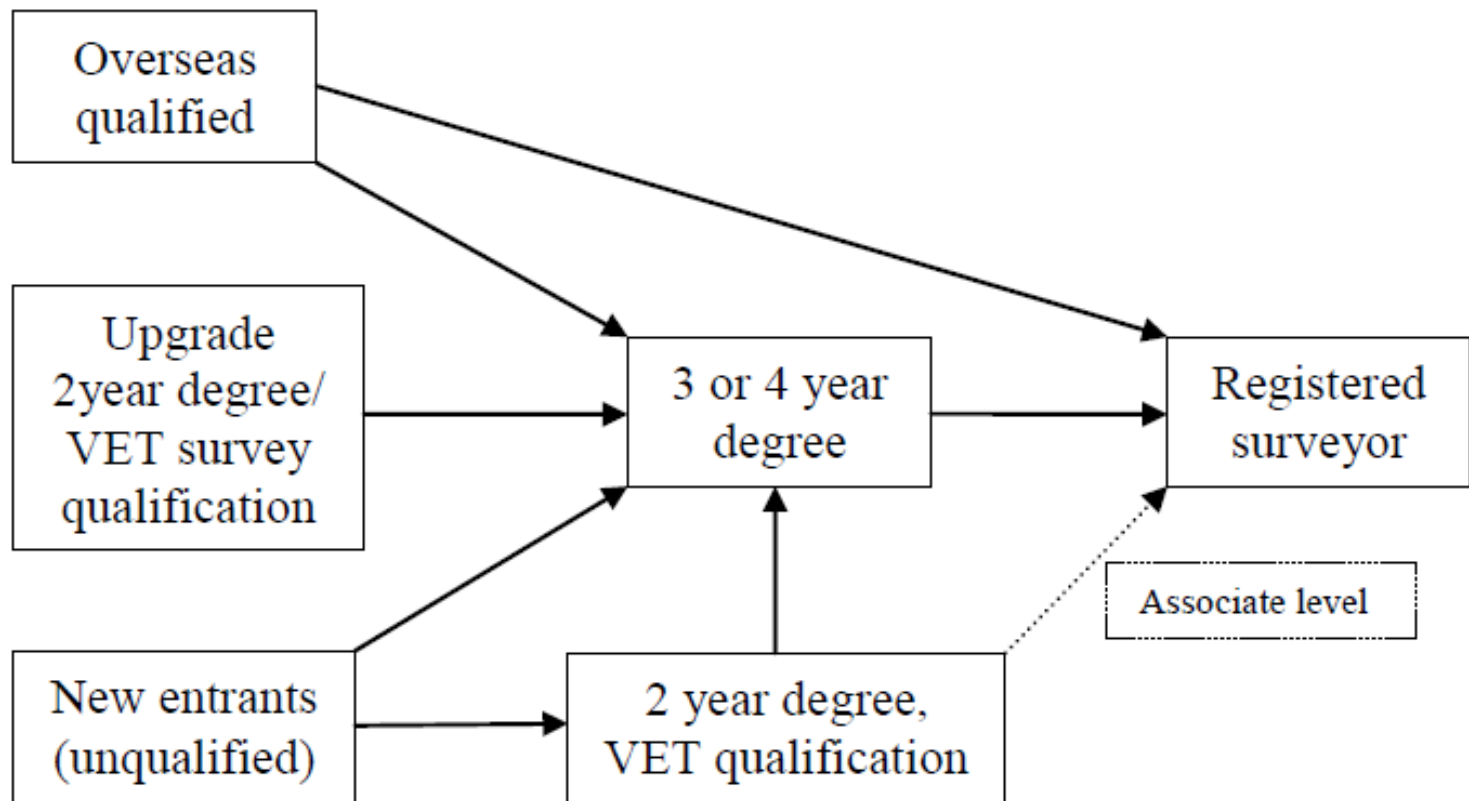 Overseas
qualified
Upgrade
2year degree/
VET survey
qualification
3 or 4 year
degree
Registered
surveyor
Associate level
New entrants
(unqualified)
2 year degree,
VET qualification